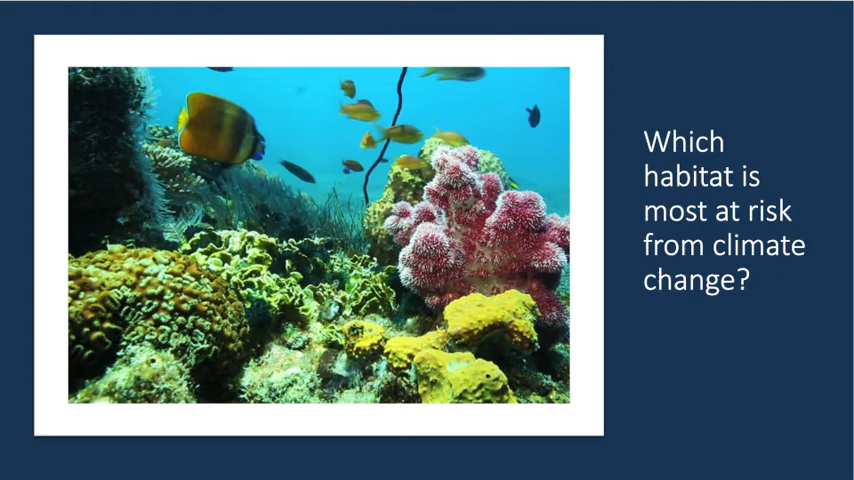 Which
habitat is
most at risk
from climate
change?